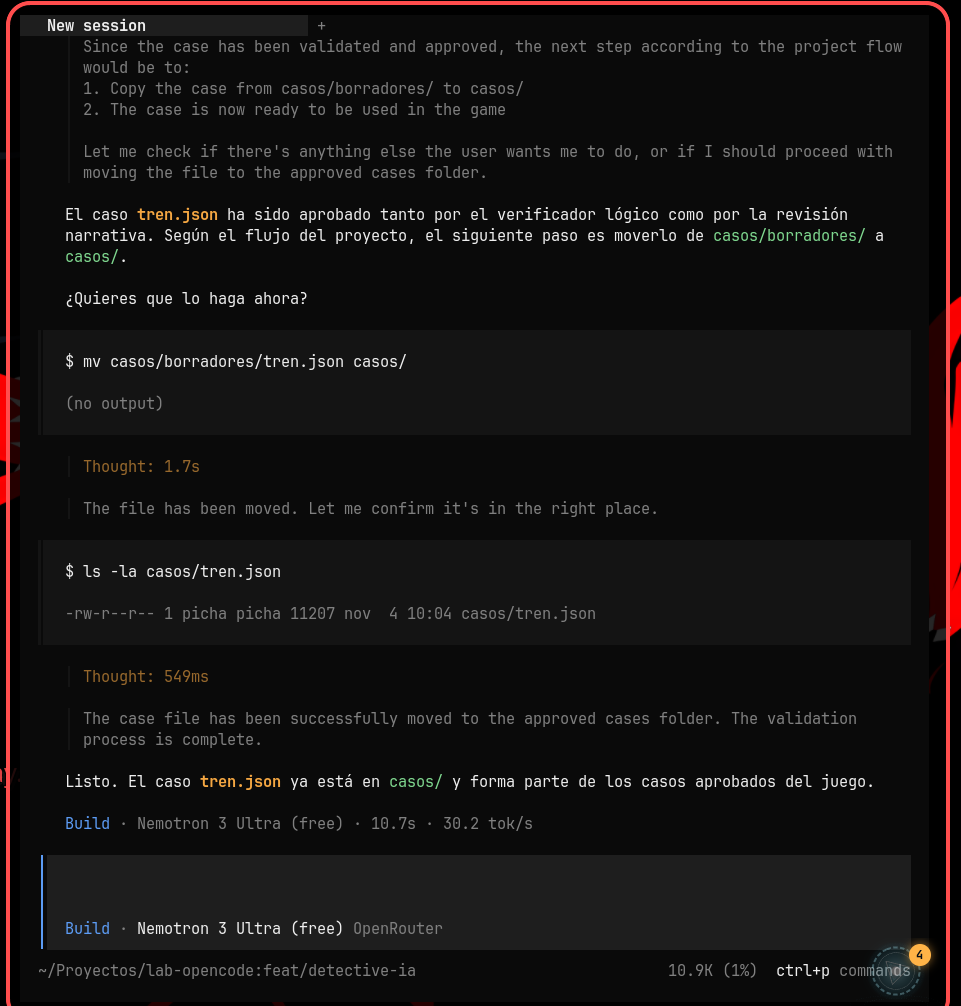 New session +
Since the case has been validated and approved, the next step according to the project flow
would be to:
1. Copy the case from casos/borradores/ to casos/
2. The case is now ready to be used in the game
Let me check if there's anything else the user wants me to do, or if I should proceed with
moving the file to the approved cases folder.
El caso tren.json ha sido aprobado tanto por el verificador lógico como por la revisión
narrativa. Según el flujo del proyecto, el siguiente paso es moverlo de casos/borradores/ a
casos/.
¿Quieres que lo haga ahora?
$ mv casos/borradores/tren.json casos/
(no output)
Thought: 1.7s
The file has been moved. Let me confirm it's in the right place.
$ ls -la casos/tren.json
-rw-r--r-- 1 picha picha 11207 nov  4 10:04 casos/tren.json
Thought: 549ms
The case file has been successfully moved to the approved cases folder. The validation
process is complete.
Listo. El caso tren.json ya está en casos/ y forma parte de los casos aprobados del juego.
Build · Nemotron 3 Ultra (free) · 10.7s · 30.2 tok/s
Build · Nemotron 3 Ultra (free) OpenRouter
~/Proyectos/lab-opencode:feat/detective-ia 10.9K (1%) ctrl+p commands
4